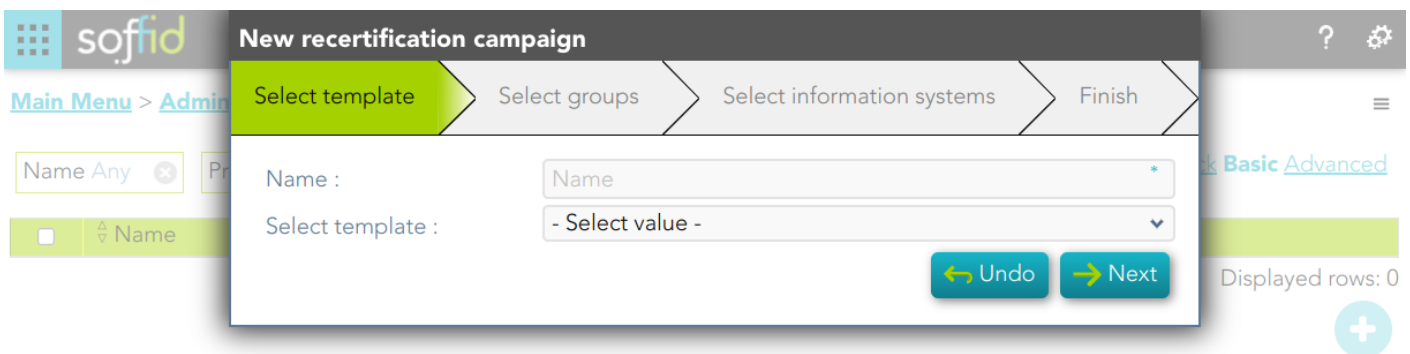 soffid
New recertification campaign
?
Select template
Select groups
Select information systems
Finish
Main Menu > Admin
Name Any
Pr
Basic Advanced
Name :
Name *
Select template :
- Select value -
Name
Undo
Next
Displayed rows: 0